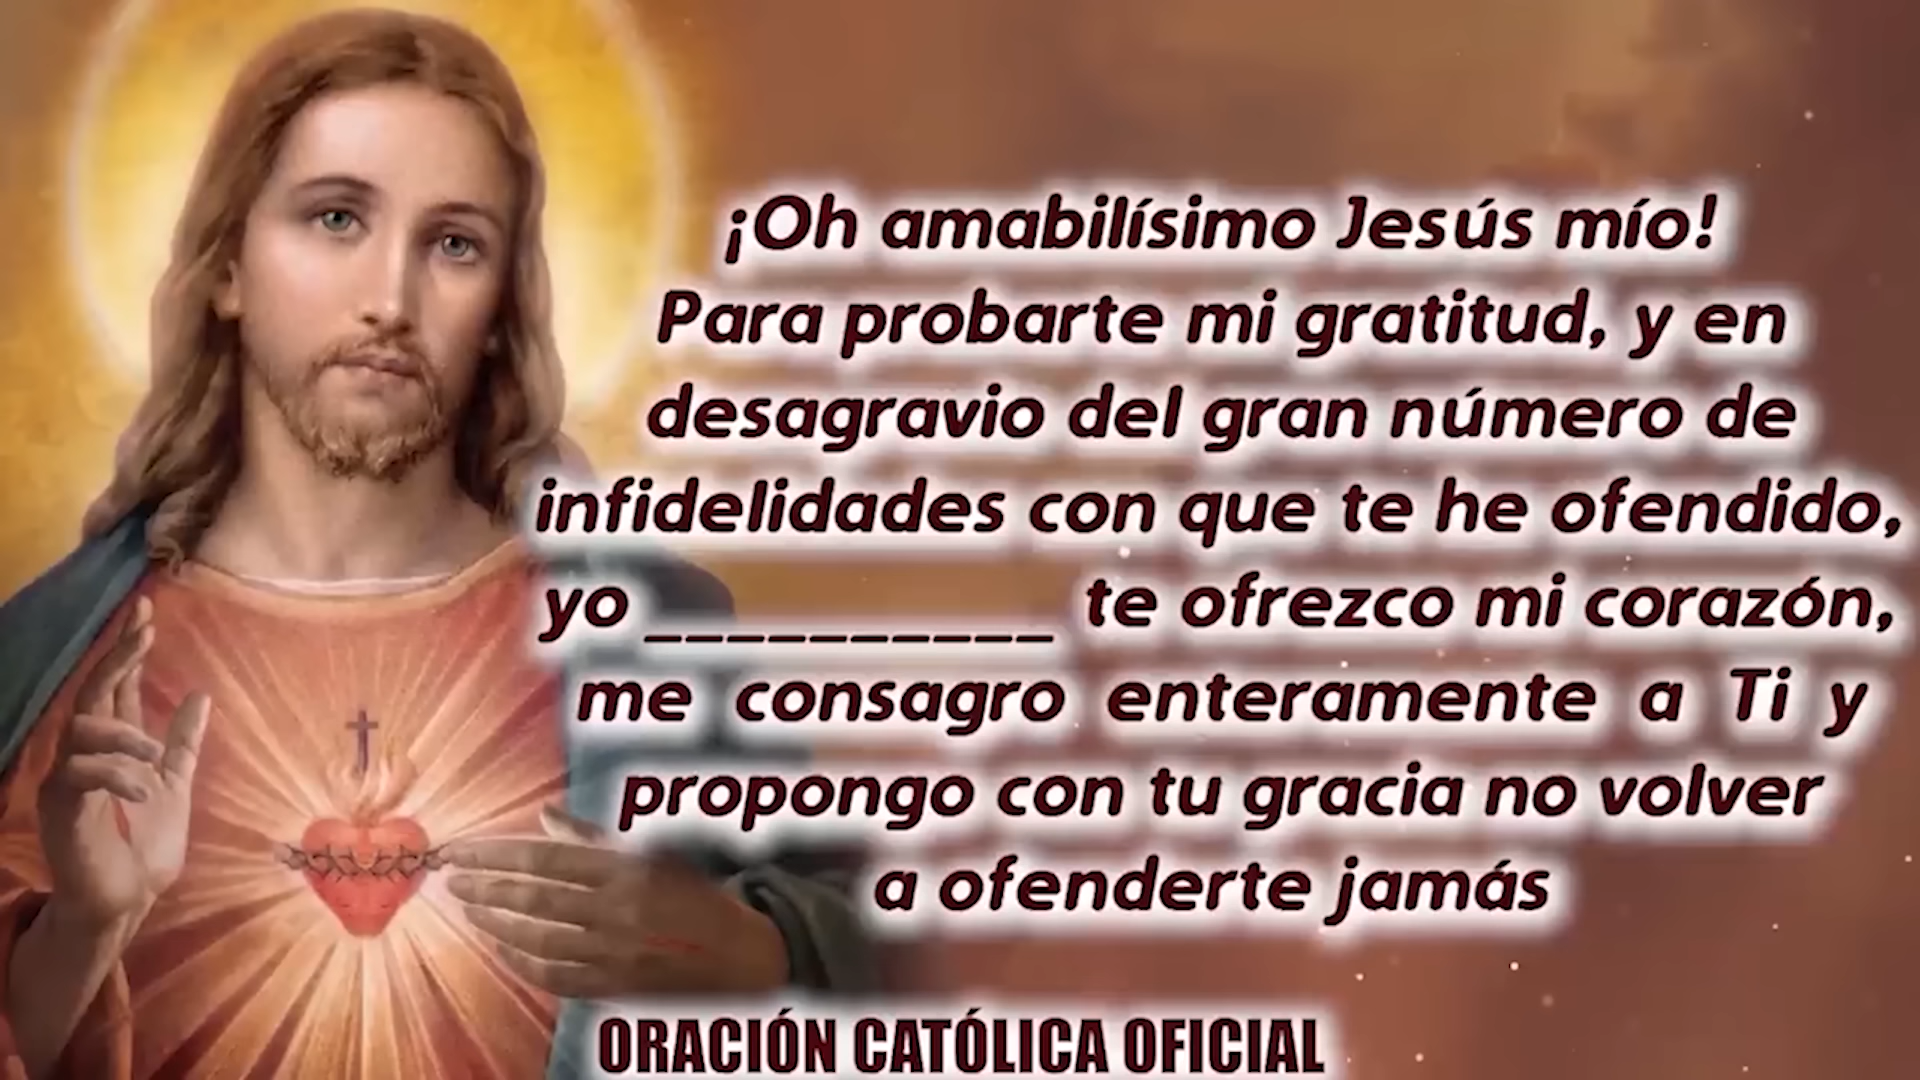 ¡Oh amabilísimo Jesús mío!
Para probarte mi gratitud, y en
desagravio del gran número de
infidelidades con que te he ofendido,
yo __________ te ofrezco mi corazón,
me consagro enteramente a Ti y
propongo con tu gracia no volver
a ofenderte jamás
ORACIÓN CATÓLICA OFICIAL